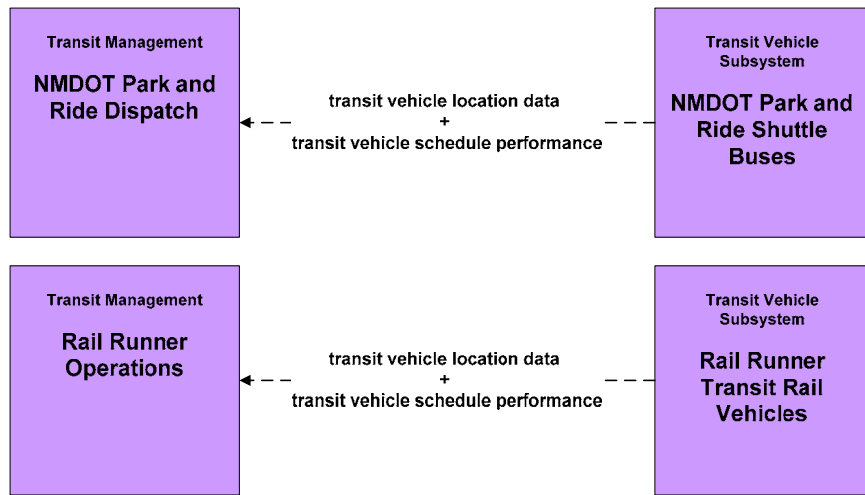 Transit Management
NMDOT Park and
Ride Dispatch
transit vehicle location data
+
transit vehicle schedule performance
Transit Vehicle
Subsystem
NMDOT Park and
Ride Shuttle
Buses
Transit Management
Rail Runner
Operations
transit vehicle location data
+
transit vehicle schedule performance
Transit Vehicle
Subsystem
Rail Runner
Transit Rail
Vehicles